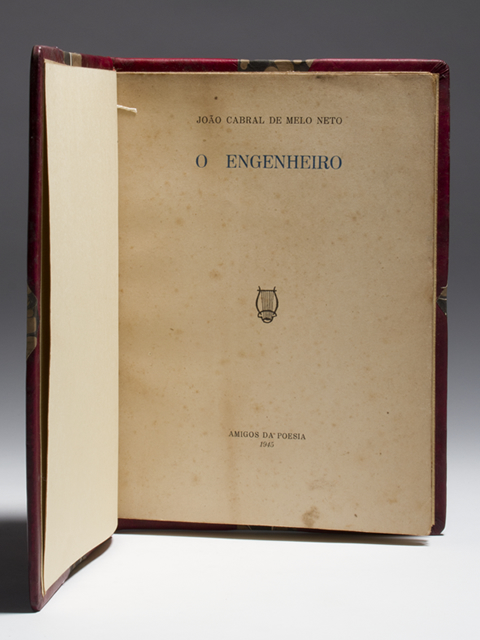 JOÃO CABRAL DE MELO NETO
O ENGENHEIRO
AMIGOS DA POESIA
1945